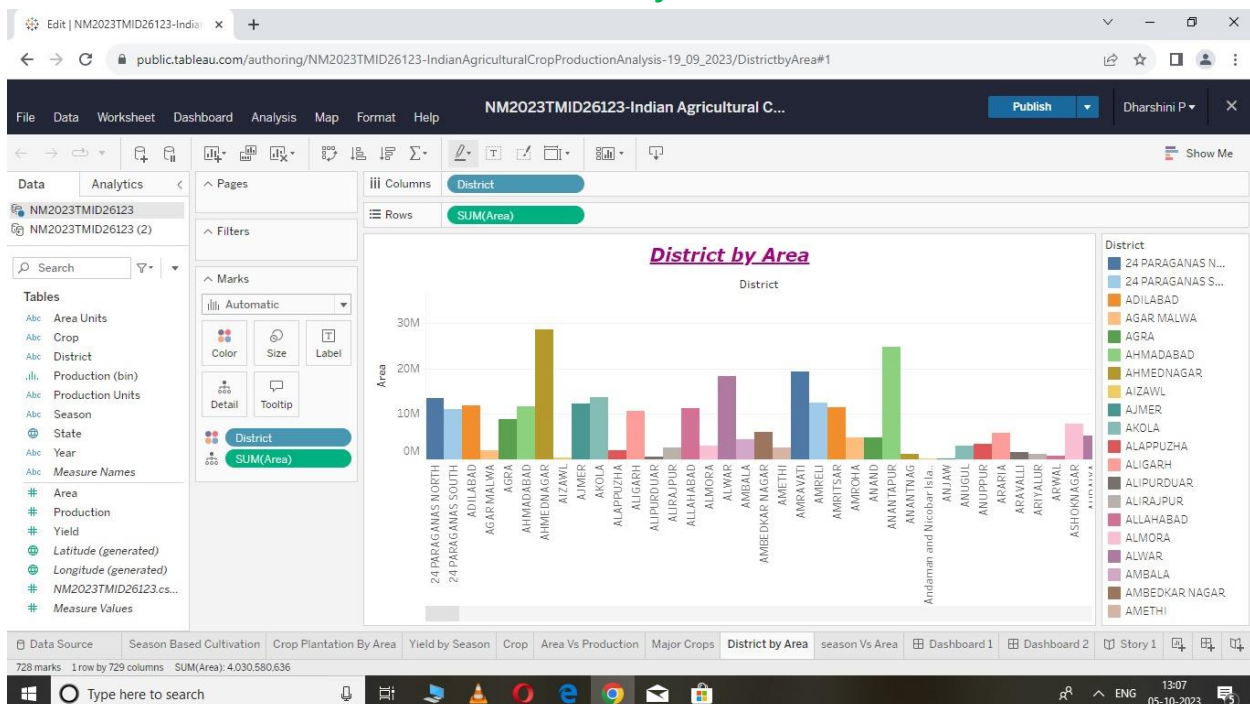 Edit | NM2023TMID26123-India
public.tableau.com/authoring/NM2023TMID26123-IndianAgriculturalCropProductionAnalysis-19_09_2023/DistrictbyArea#1
NM2023TMID26123-Indian Agricultural C...
File Data Worksheet Dashboard Analysis Map Format Help
Publish
Dharshini P
Show Me
Data Analytics
NM2023TMID26123
NM2023TMID26123 (2)
Search
Tables
Abc Area Units
Abc Crop
Abc District
Production (bin)
Abc Production Units
Abc Season
State
Abc Year
Abc Measure Names
# Area
# Production
# Yield
Latitude (generated)
Longitude (generated)
# NM2023TMID26123.cs...
# Measure Values
Pages
Filters
Marks
Automatic
Color Size Label
Detail Tooltip
District
SUM(Area)
Columns District
Rows SUM(Area)
District by Area
District
Area
30M
20M
10M
0M
24 PARAGANAS NORTH
24 PARAGANAS SOUTH
ADILABAD
AGAR MALWA
AGRA
AHMADABAD
AHMEDNAGAR
AIZAWL
AJMER
AKOLA
ALAPPUZHA
ALIGARH
ALIPURDUAR
ALIRAJPUR
ALLAHABAD
ALMORA
ALWAR
AMBALA
AMBEDKAR NAGAR
AMETHI
AMRAVATI
AMRELI
AMRITSAR
AMROHA
ANAND
ANANTAPUR
ANANTNAG
Andaman and Nicobar Isla..
ANJAW
ANUGUL
ANUPPUR
ARARIA
ARAVALLI
ARIYALUR
ARWAL
ASHOKNAGAR
District
24 PARAGANAS N...
24 PARAGANAS S...
ADILABAD
AGAR MALWA
AGRA
AHMADABAD
AHMEDNAGAR
AIZAWL
AJMER
AKOLA
ALAPPUZHA
ALIGARH
ALIPURDUAR
ALIRAJPUR
ALLAHABAD
ALMORA
ALWAR
AMBALA
AMBEDKAR NAGAR
AMETHI
Data Source Season Based Cultivation Crop Plantation By Area Yield by Season Crop Area Vs Production Major Crops District by Area season Vs Area Dashboard 1 Dashboard 2 Story 1
728 marks 1 row by 729 columns SUM(Area): 4,030,580,636
Type here to search
ENG
13:07
05-10-2023